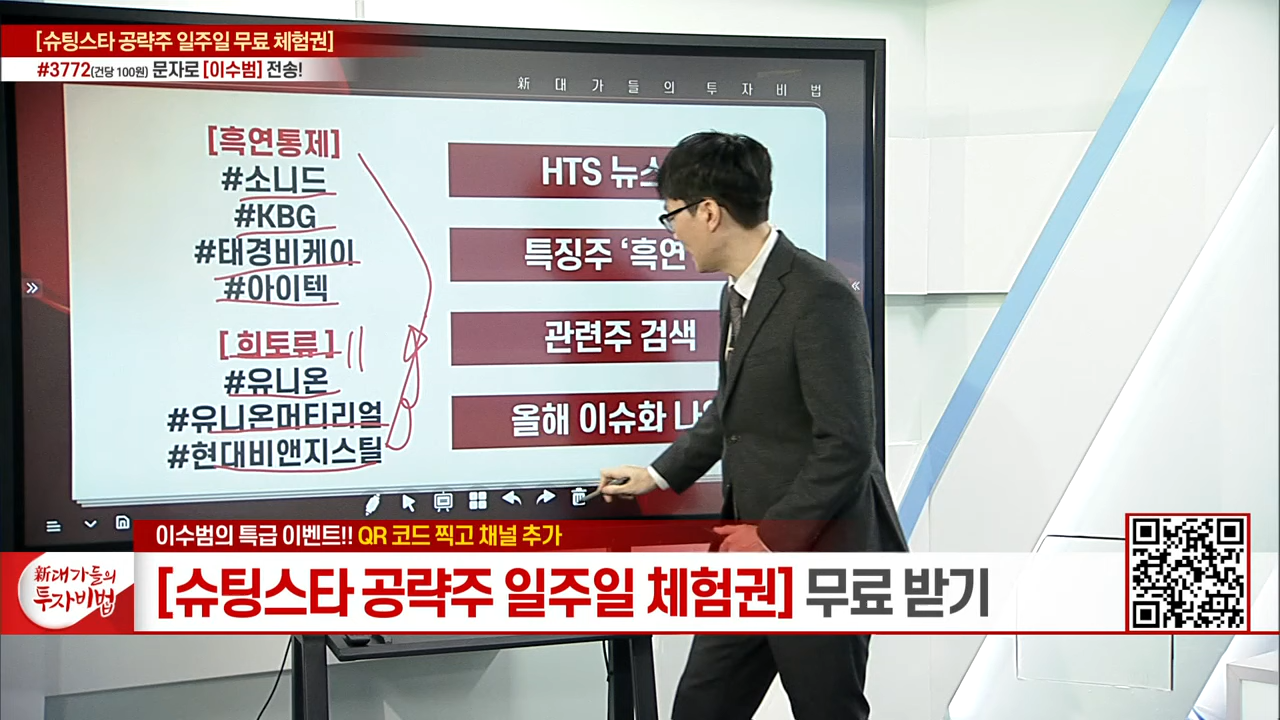 [슈팅스타 공략주 일주일 무료 체험권]
#3772(건당 100원) 문자로 [이수범] 전송!
新 대가들의 투자비법
[흑연통제]
#소니드
#KBG
#태경비케이
#아이텍
[희토류]
#유니온
#유니온머티리얼
#현대비앤지스틸
HTS 뉴스
특징주 ‘흑연
관련주 검색
올해 이슈화
이수범의 특급 이벤트!! QR 코드 찍고 채널 추가
新대가들의
투자비법
[슈팅스타 공략주 일주일 체험권] 무료 받기